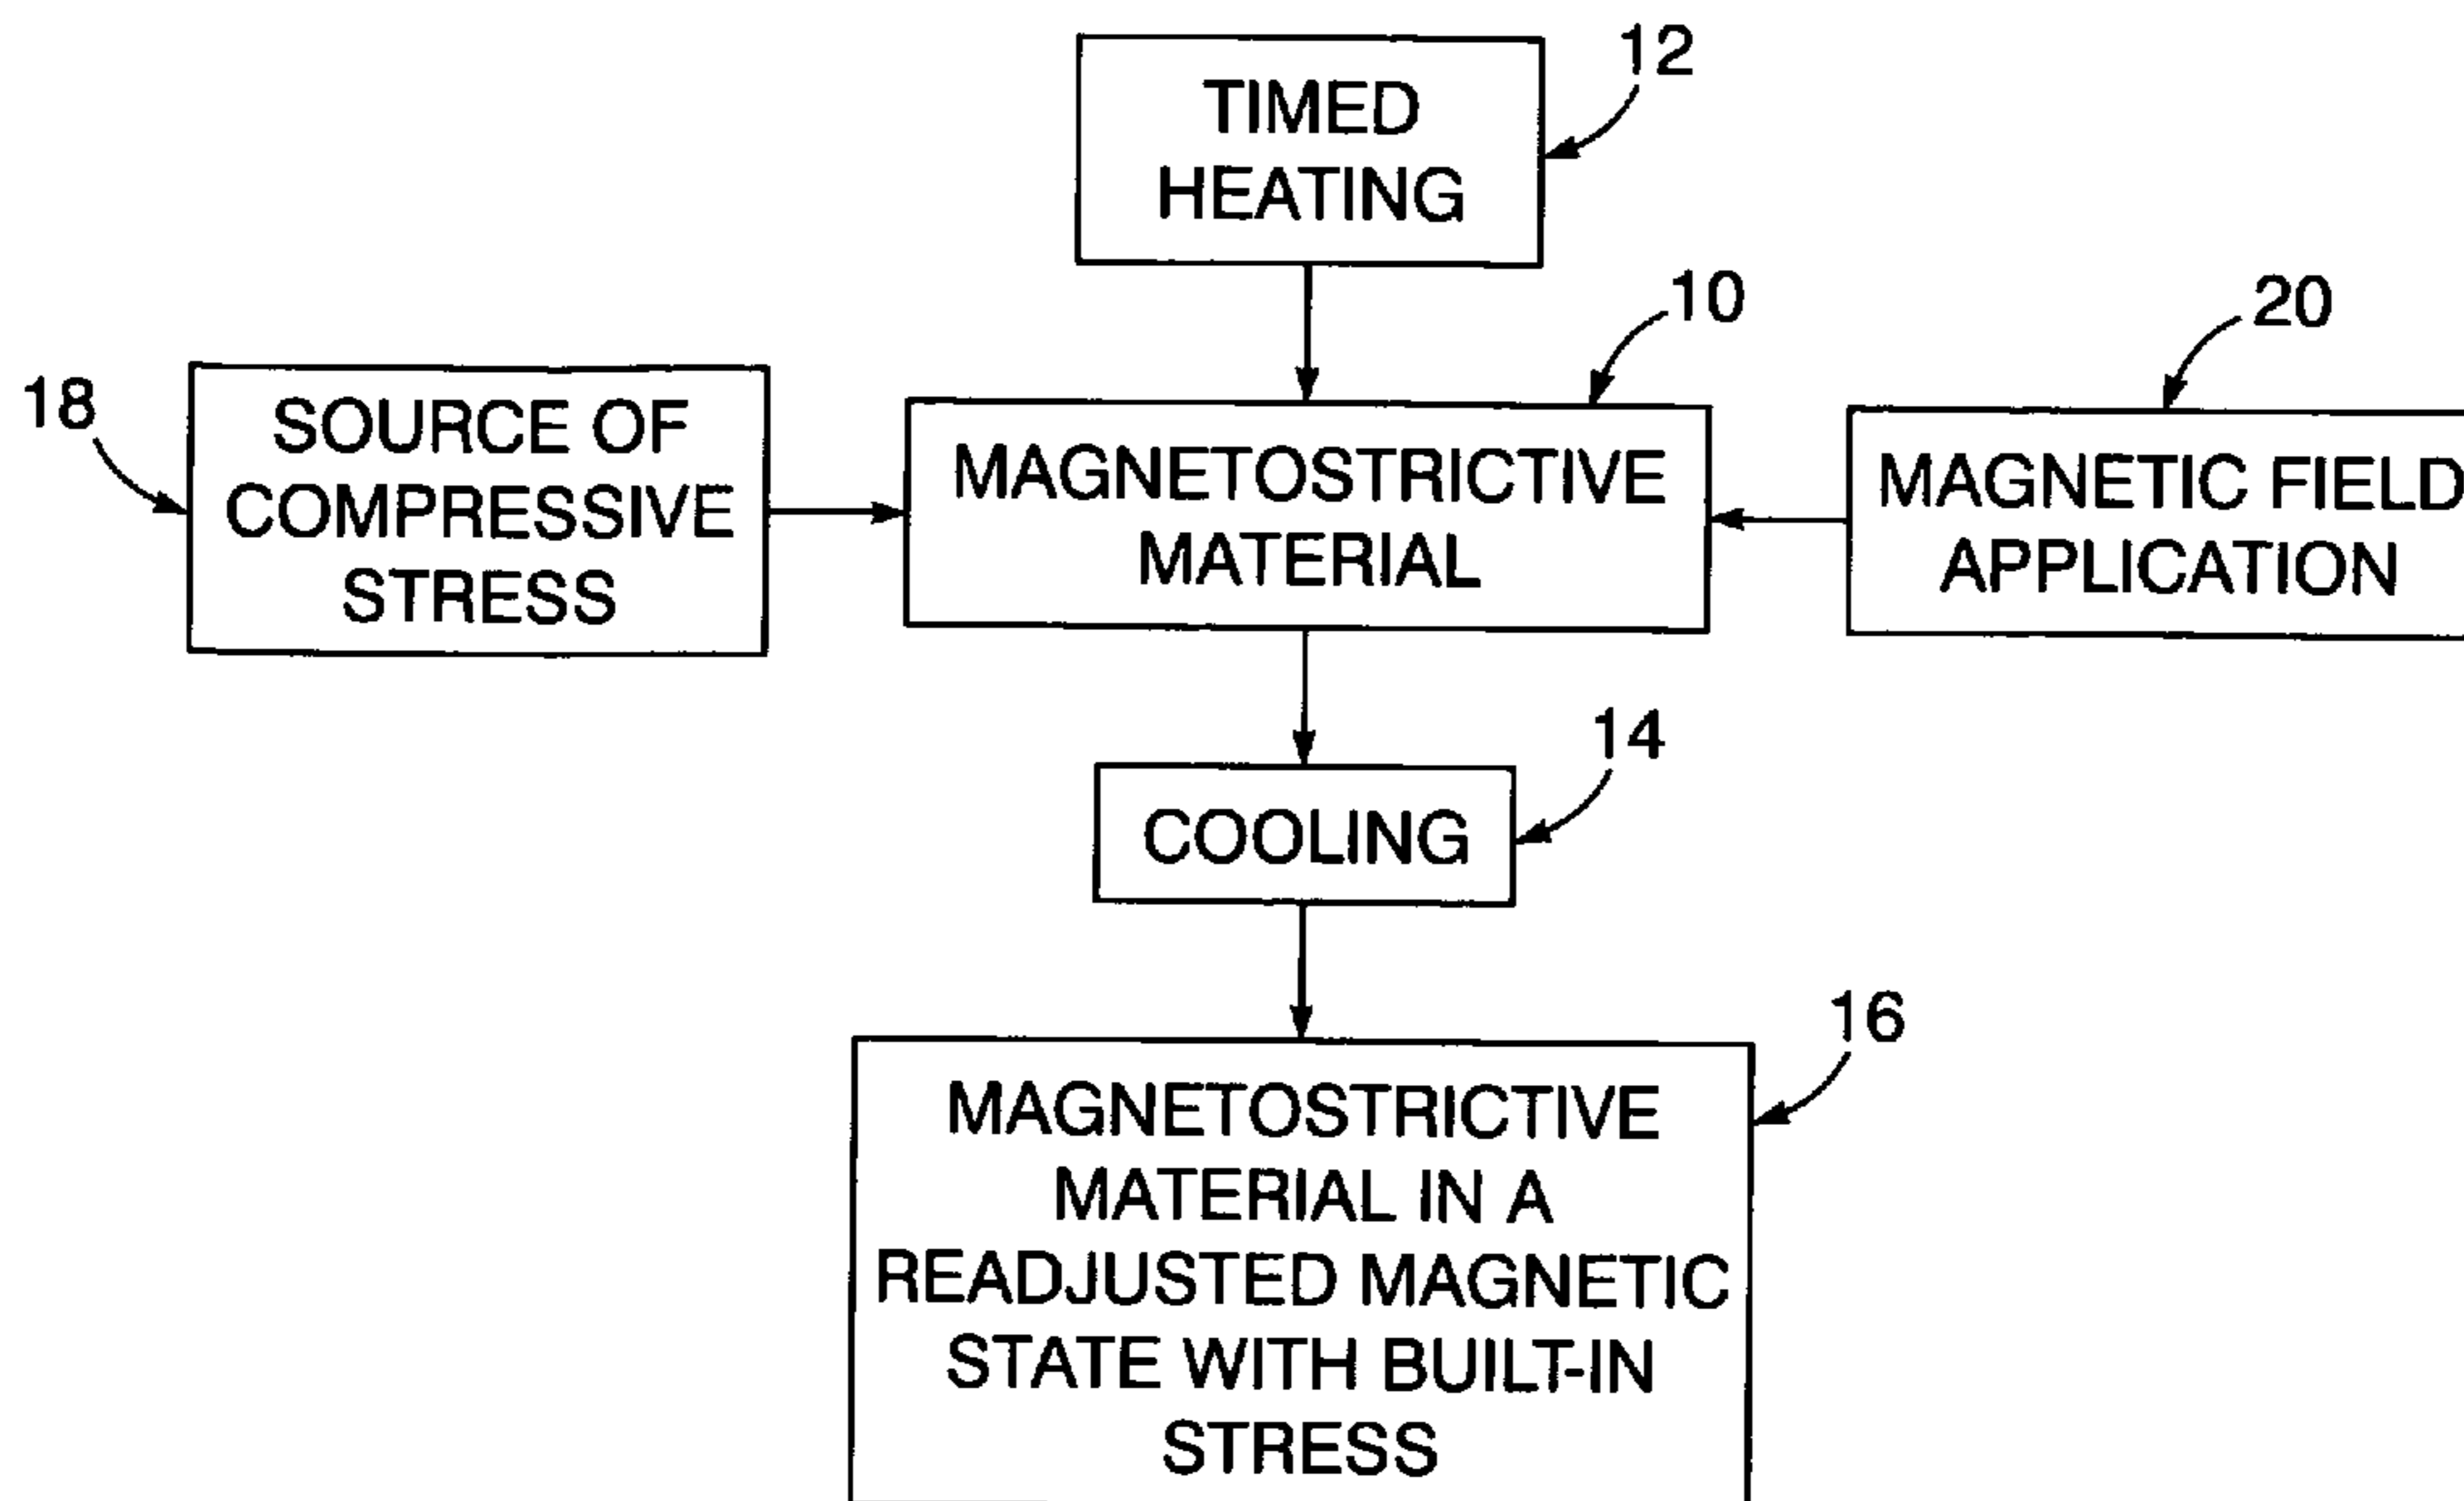 12
TIMED
HEATING
10
20
18
SOURCE OF
COMPRESSIVE
STRESS
MAGNETOSTRICTIVE
MATERIAL
MAGNETIC FIELD
APPLICATION
14
COOLING
16
MAGNETOSTRICTIVE
MATERIAL IN A
READJUSTED MAGNETIC
STATE WITH BUILT-IN
STRESS